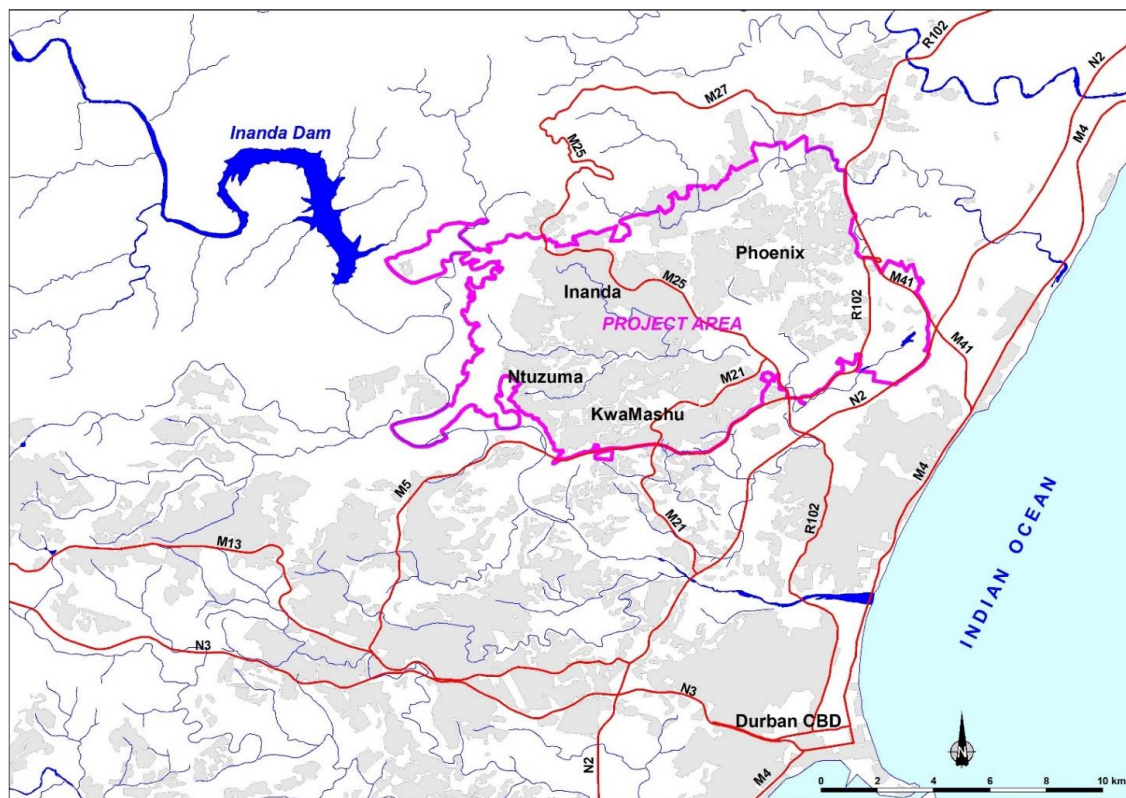 R102
N2
M27
M4
Inanda Dam
M25
Phoenix
M25
M41
Inanda
R102
PROJECT AREA
M41
M21
Ntuzuma
N2
KwaMashu
M4
M5
R102
M21
M13
INDIAN OCEAN
N3
N3
Durban CBD
N
N2
M4
0 2 4 6 8 10 km